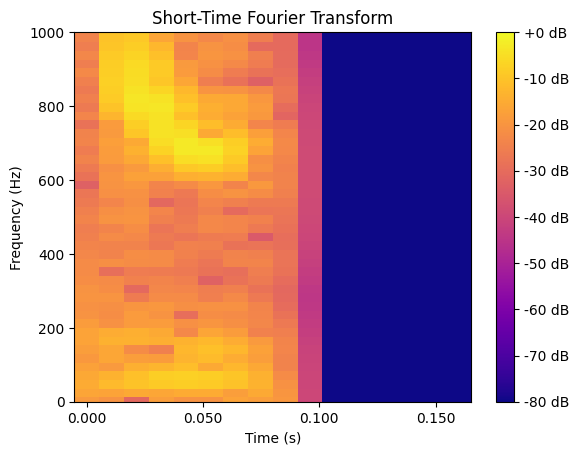 Short-Time Fourier Transform
1000
800
600
400
200
0
Frequency (Hz)
0.000
0.050
0.100
0.150
Time (s)
+0 dB
-10 dB
-20 dB
-30 dB
-40 dB
-50 dB
-60 dB
-70 dB
-80 dB